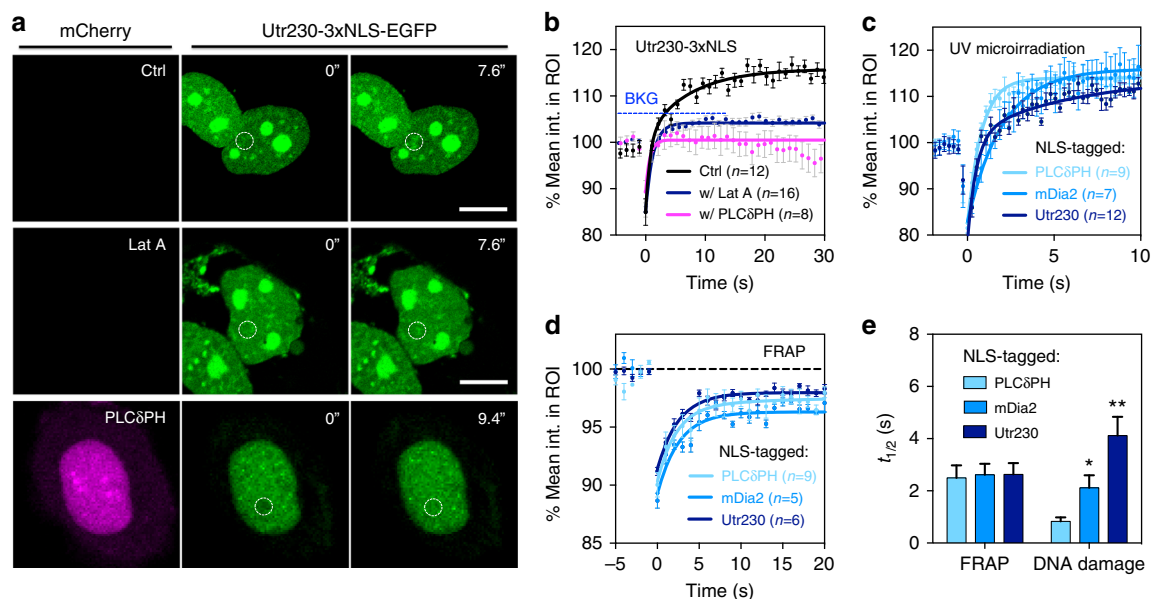 a
mCherry
Utr230-3xNLS-EGFP
Ctrl
0”
7.6”
Lat A
0”
7.6”
PLCδPH
0”
9.4”
b
Utr230-3xNLS
BKG
Ctrl (n=12)
w/ Lat A (n=16)
w/ PLCδPH (n=8)
% Mean int. in ROI
120
110
100
90
80
0 10 20 30
Time (s)
c
UV microirradiation
NLS-tagged:
PLCδPH (n=9)
mDia2 (n=7)
Utr230 (n=12)
% Mean int. in ROI
120
110
100
90
80
0 5 10
Time (s)
d
FRAP
NLS-tagged:
PLCδPH (n=9)
mDia2 (n=5)
Utr230 (n=6)
% Mean int. in ROI
100
95
90
85
−5 0 5 10 15 20
Time (s)
e
NLS-tagged:
PLCδPH
mDia2
Utr230
*
**
t1/2 (s)
8
6
4
2
0
FRAP DNA damage